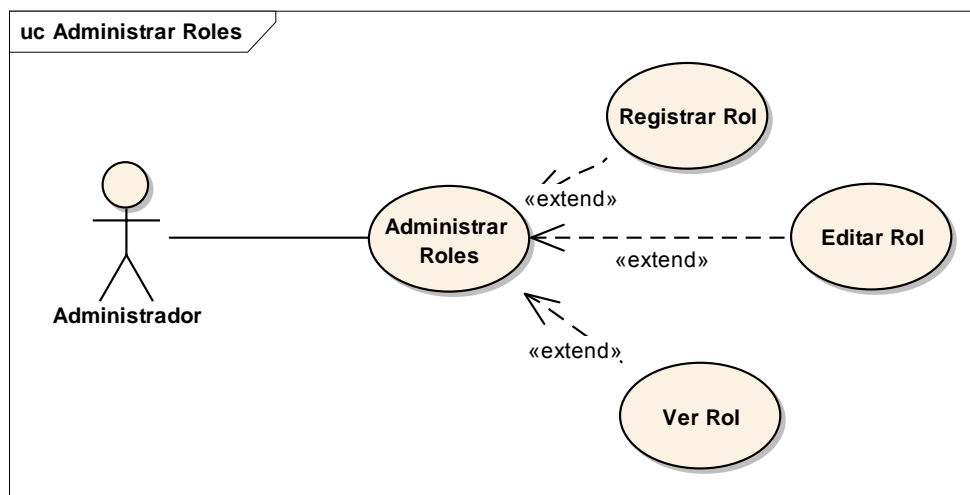 uc Administrar Roles
Registrar Rol
«extend»
Administrar
Roles
Editar Rol
«extend»
Administrador
«extend»
Ver Rol